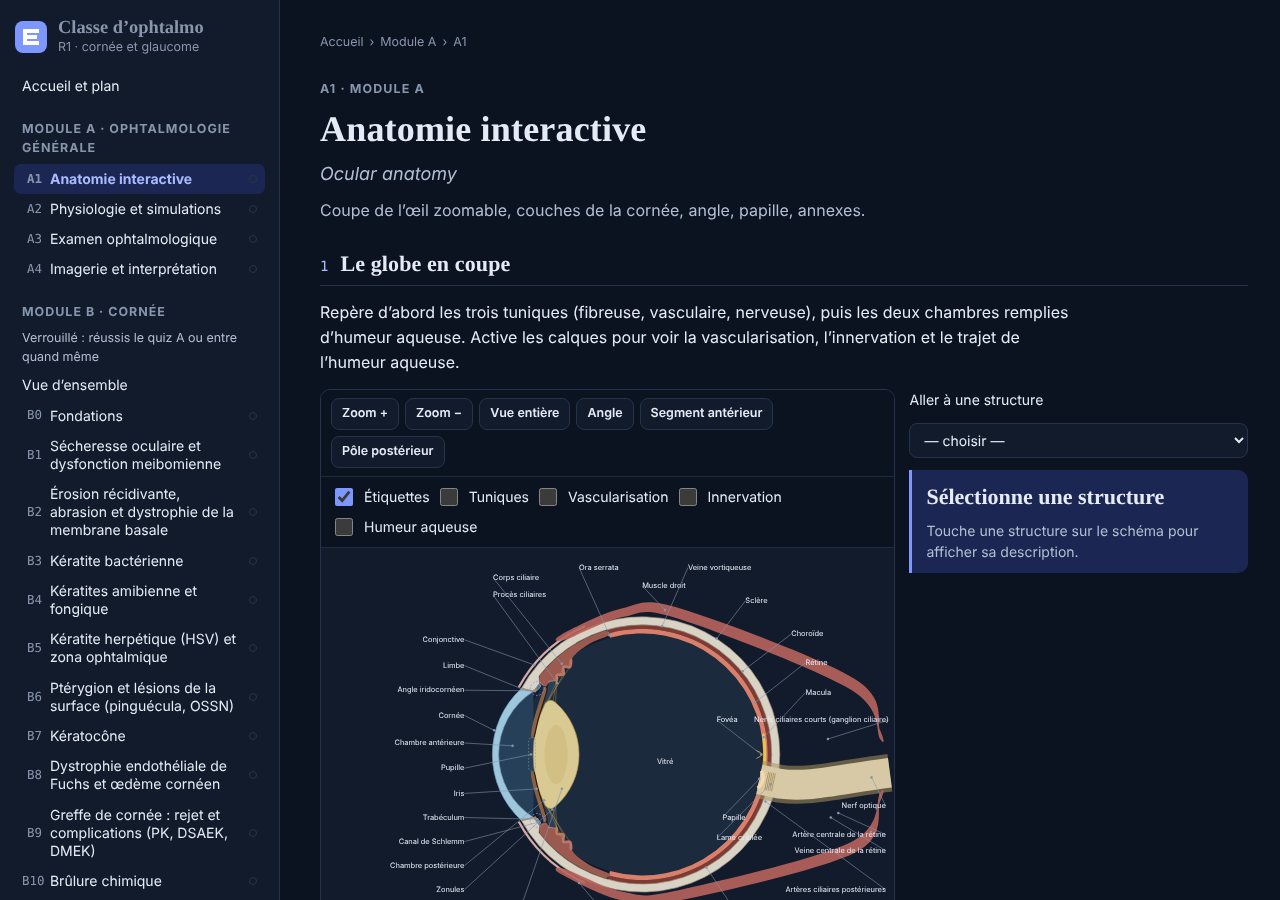 Classe d’ophtalmo
R1 · cornée et glaucome
Accueil et plan
MODULE A · OPHTALMOLOGIE
GÉNÉRALE
A1 Anatomie interactive
A2 Physiologie et simulations
A3 Examen ophtalmologique
A4 Imagerie et interprétation
MODULE B · CORNÉE
Verrouillé : réussis le quiz A ou entre
quand même
Vue d’ensemble
B0 Fondations
B1 Sécheresse oculaire et
dysfonction meibomienne
B2 Érosion récidivante,
abrasion et dystrophie de la
membrane basale
B3 Kératite bactérienne
B4 Kératites amibienne et
fongique
B5 Kératite herpétique (HSV) et
zona ophtalmique
B6 Ptérygion et lésions de la
surface (pinguécula, OSSN)
B7 Kératocône
B8 Dystrophie endothéliale de
Fuchs et œdème cornéen
B9 Greffe de cornée : rejet et
complications (PK, DSAEK,
DMEK)
B10 Brûlure chimique
Accueil › Module A › A1
A1 · MODULE A
Anatomie interactive
Ocular anatomy
Coupe de l’œil zoomable, couches de la cornée, angle, papille, annexes.
1 Le globe en coupe
Repère d’abord les trois tuniques (fibreuse, vasculaire, nerveuse), puis les deux chambres remplies
d’humeur aqueuse. Active les calques pour voir la vascularisation, l’innervation et le trajet de
l’humeur aqueuse.
Zoom + Zoom − Vue entière Angle Segment antérieur
Pôle postérieur
Étiquettes Tuniques Vascularisation Innervation
Humeur aqueuse
Ora serrata
Veine vortiqueuse
Corps ciliaire
Muscle droit
Procès ciliaires
Sclère
Choroïde
Conjonctive
Rétine
Limbe
Angle iridocornéen
Macula
Cornée
Fovéa
Nerfs ciliaires courts (ganglion ciliaire)
Chambre antérieure
Vitré
Pupille
Iris
Nerf optique
Trabéculum
Papille
Canal de Schlemm
Lame criblée
Artère centrale de la rétine
Veine centrale de la rétine
Chambre postérieure
Zonules
Artères ciliaires postérieures
Aller à une structure
— choisir —
Sélectionne une structure
Touche une structure sur le schéma pour
afficher sa description.